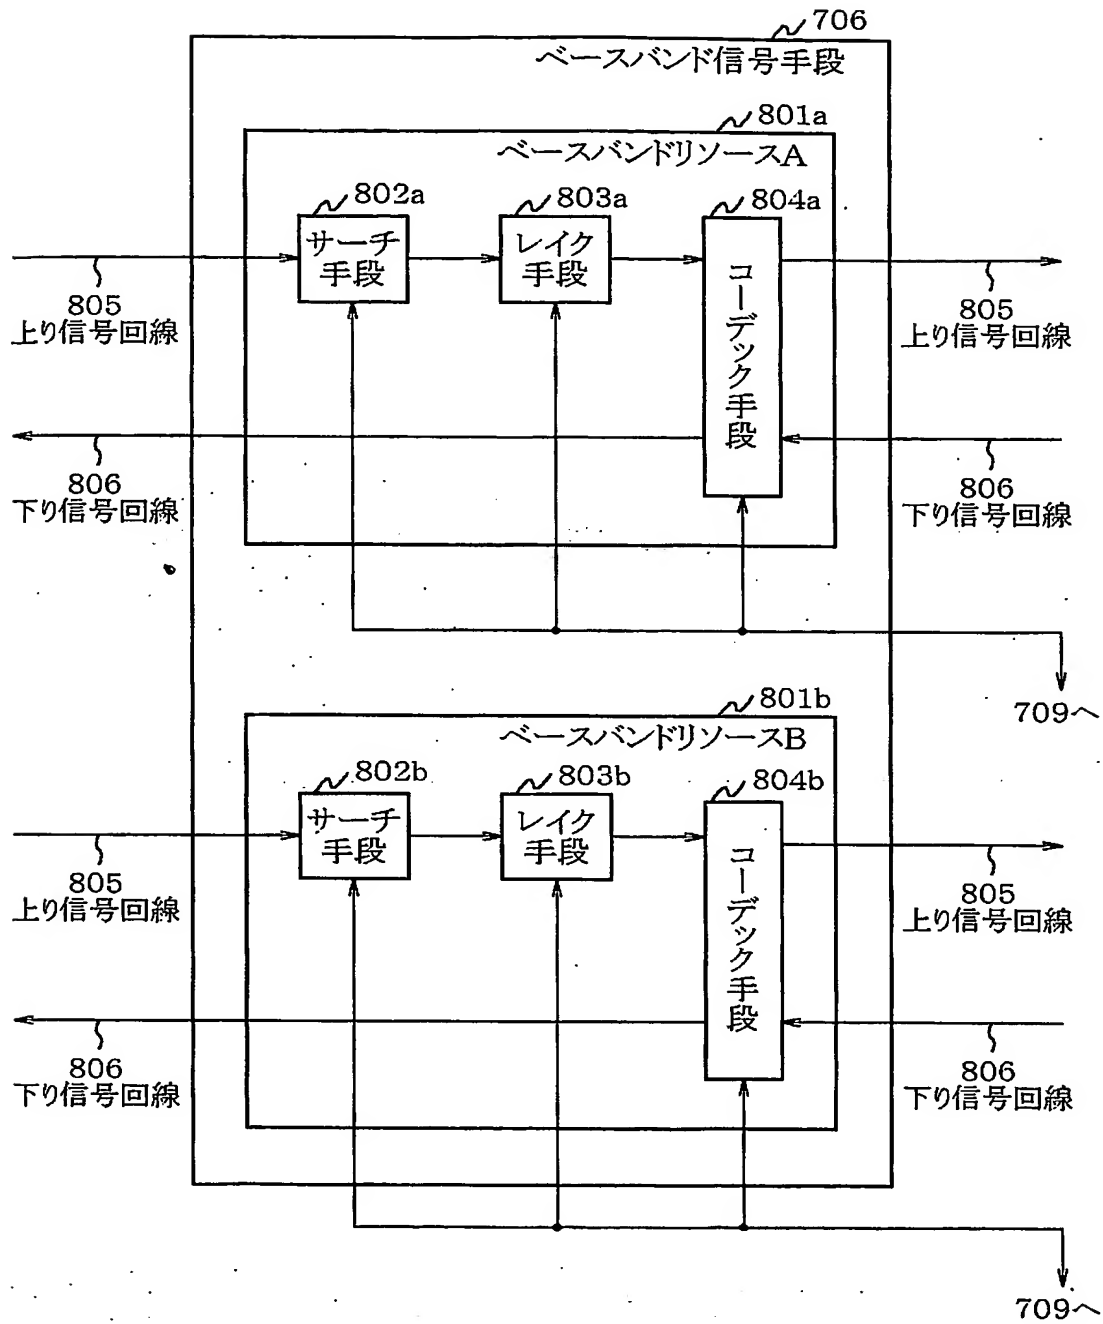 706
ベースバンド信号手段
801a
ベースバンドリソースA
802a
803a
804a
サーチ
手段
レイク
手段
コーデック手段
805
上り信号回線
805
上り信号回線
806
下り信号回線
806
下り信号回線
709へ
801b
ベースバンドリソースB
802b
803b
804b
サーチ
手段
レイク
手段
コーデック手段
805
上り信号回線
805
上り信号回線
806
下り信号回線
806
下り信号回線
709へ